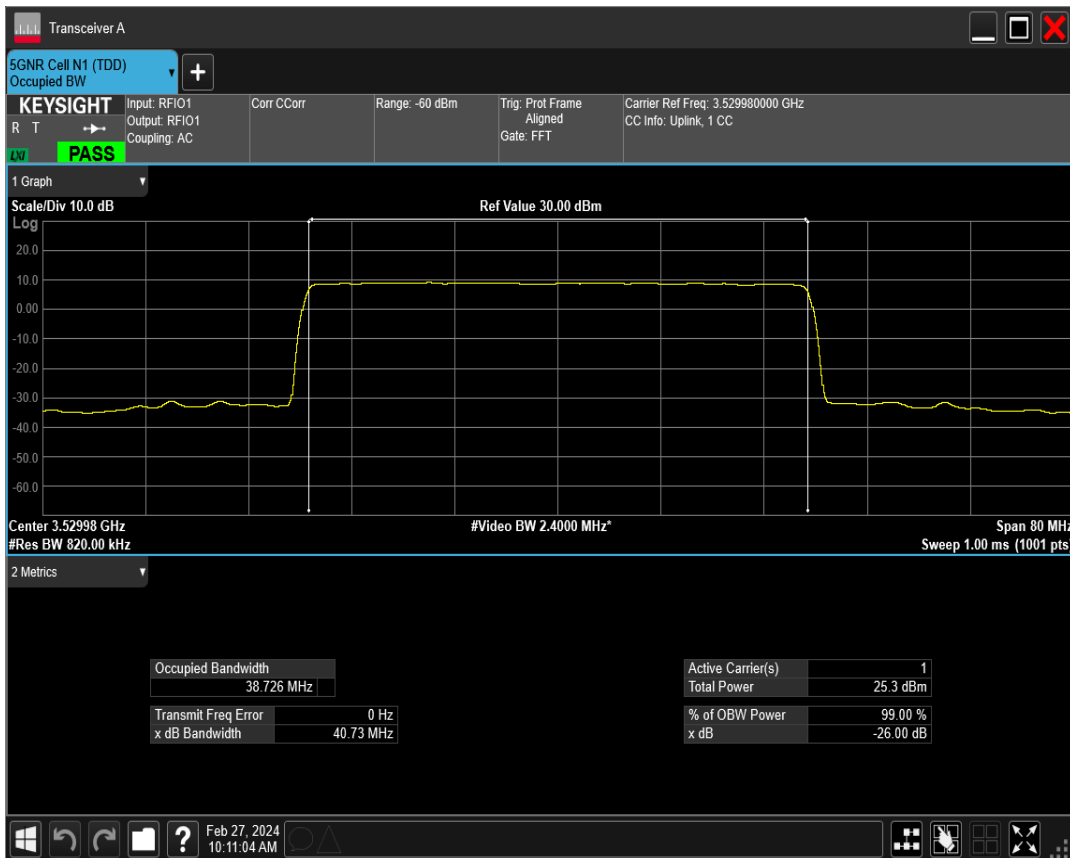 Transceiver A
5GNR Cell N1 (TDD)
Occupied BW
+
KEYSIGHT
R T
LXI
PASS
Input: RFIO1
Output: RFIO1
Coupling: AC
Corr CCorr
Range: -60 dBm
Trig: Prot Frame
Aligned
Gate: FFT
Carrier Ref Freq: 3.529980000 GHz
CC Info: Uplink, 1 CC
1 Graph
Scale/Div 10.0 dB
Ref Value 30.00 dBm
Log
20.0
10.0
0.00
-10.0
-20.0
-30.0
-40.0
-50.0
-60.0
Center 3.52998 GHz
#Video BW 2.4000 MHz*
Span 80 MHz
#Res BW 820.00 kHz
Sweep 1.00 ms (1001 pts)
2 Metrics
Occupied Bandwidth
38.726 MHz
Transmit Freq Error 0 Hz
x dB Bandwidth 40.73 MHz
Active Carrier(s) 1
Total Power 25.3 dBm
% of OBW Power 99.00 %
x dB -26.00 dB
?
Feb 27, 2024
10:11:04 AM